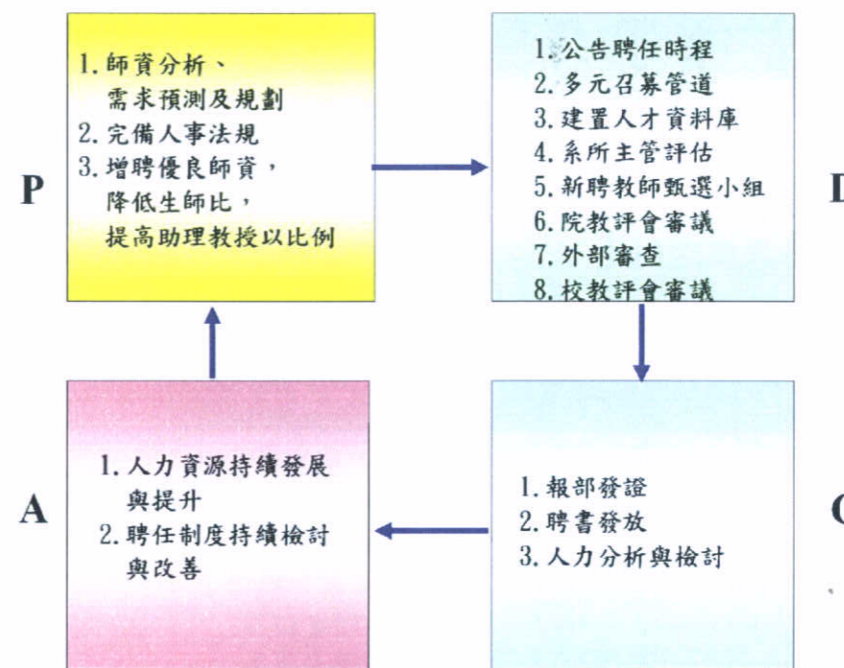 P
1.師資分析、
需求預測及規劃
2.完備人事法規
3.增聘優良師資，
降低生師比，
提高助理教授以比例
1.公告聘任時程
2.多元召募管道
3.建置人才資料庫
4.系所主管評估
5.新聘教師甄選小組
6.院教評會審議
7.外部審查
8.校教評會審議
A
1.人力資源持續發展
與提升
2.聘任制度持續檢討
與改善
1.報部發證
2.聘書發放
3.人力分析與檢討